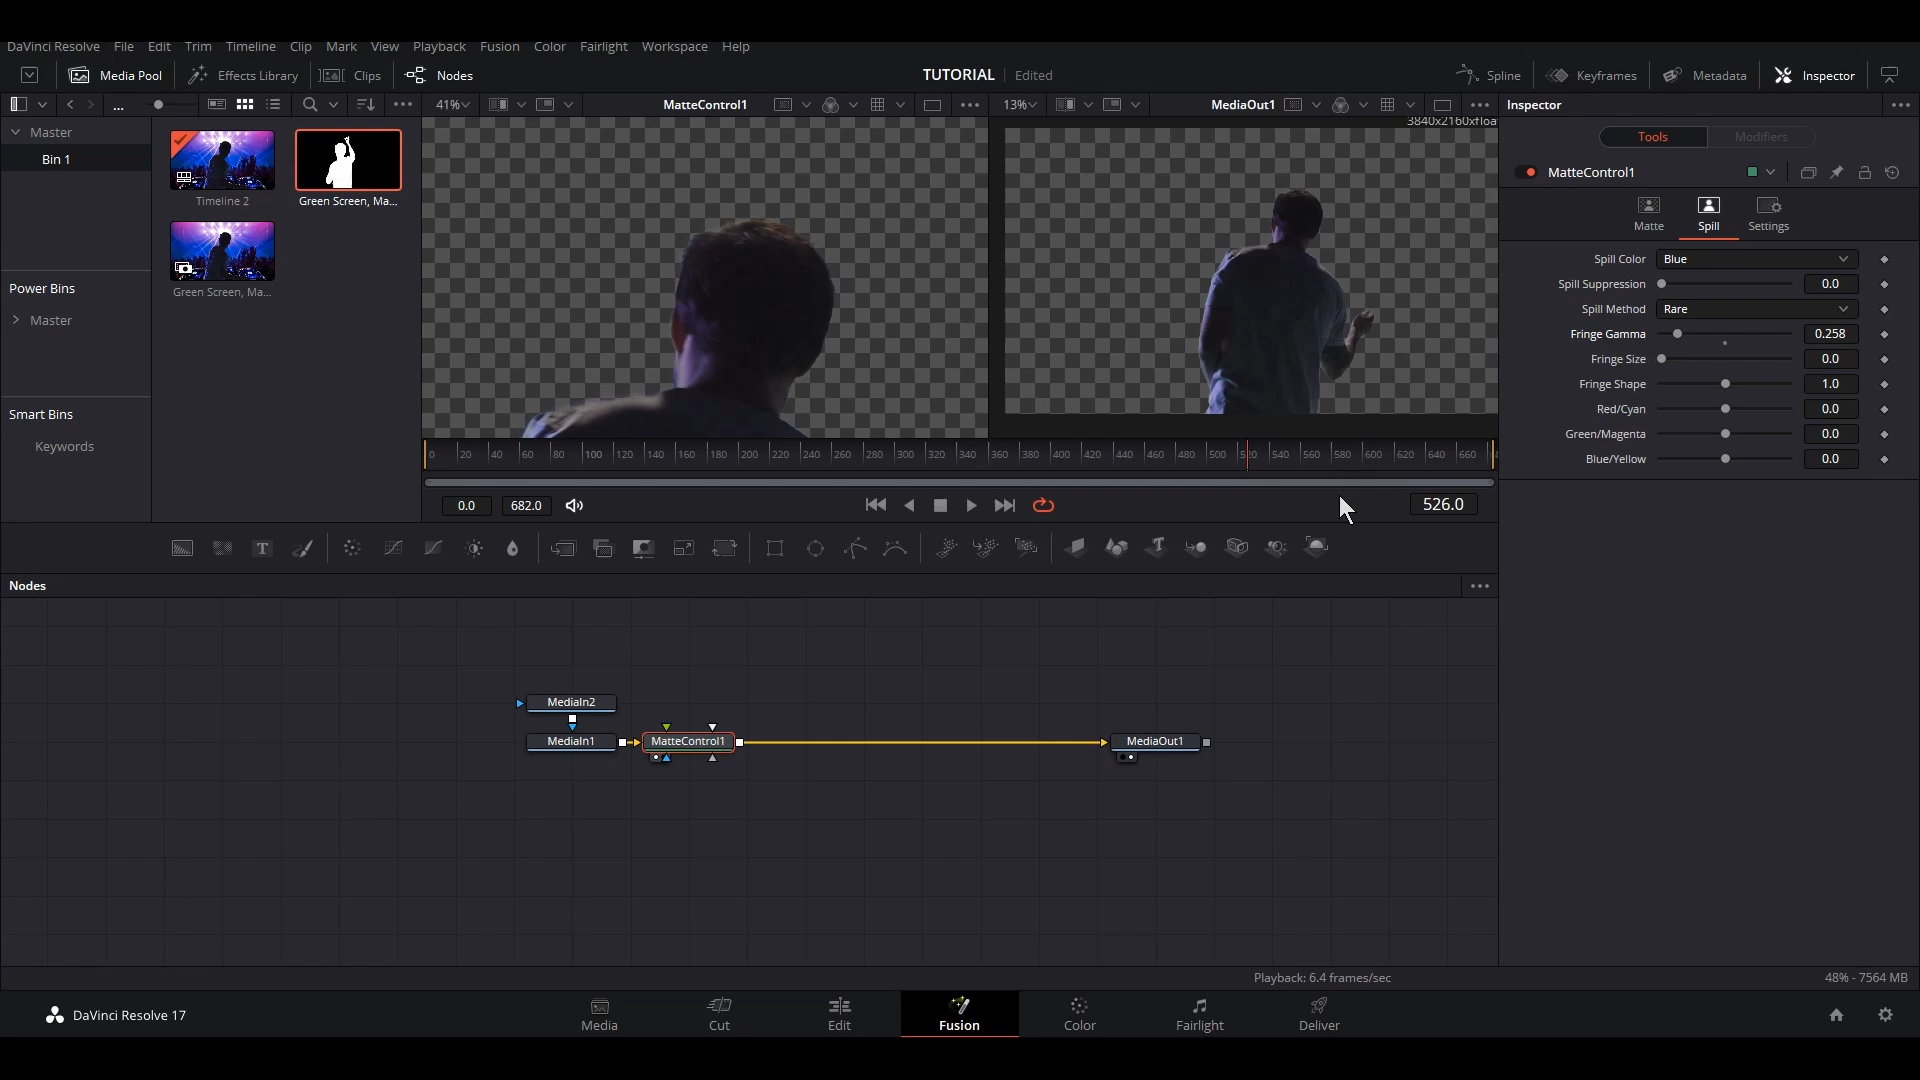 DaVinci Resolve File Edit Trim Timeline Clip Mark View Playback Fusion Color Fairlight Workspace Help
Media Pool Effects Library Clips Nodes TUTORIAL Edited Spline Keyframes Metadata Inspector
... 41% MatteControl1 13% MediaOut1 Inspector
Master
Bin 1
Power Bins
Master
Smart Bins
Keywords
Timeline 2
Green Screen, Ma...
Green Screen, Ma...
3840x2160xfloa
Tools Modifiers
MatteControl1
Matte Spill Settings
Spill Color Blue
Spill Suppression 0.0
Spill Method Rare
Fringe Gamma 0.258
Fringe Size 0.0
Fringe Shape 1.0
Red/Cyan 0.0
Green/Magenta 0.0
Blue/Yellow 0.0
0 20 40 60 80 100 120 140 160 180 200 220 240 260 280 300 320 340 360 380 400 420 440 460 480 500 520 540 560 580 600 620 640 660
0.0 682.0 526.0
T T
Nodes
MediaIn2
MediaIn1 MatteControl1 MediaOut1
Playback: 6.4 frames/sec 48% - 7564 MB
DaVinci Resolve 17 Media Cut Edit Fusion Color Fairlight Deliver